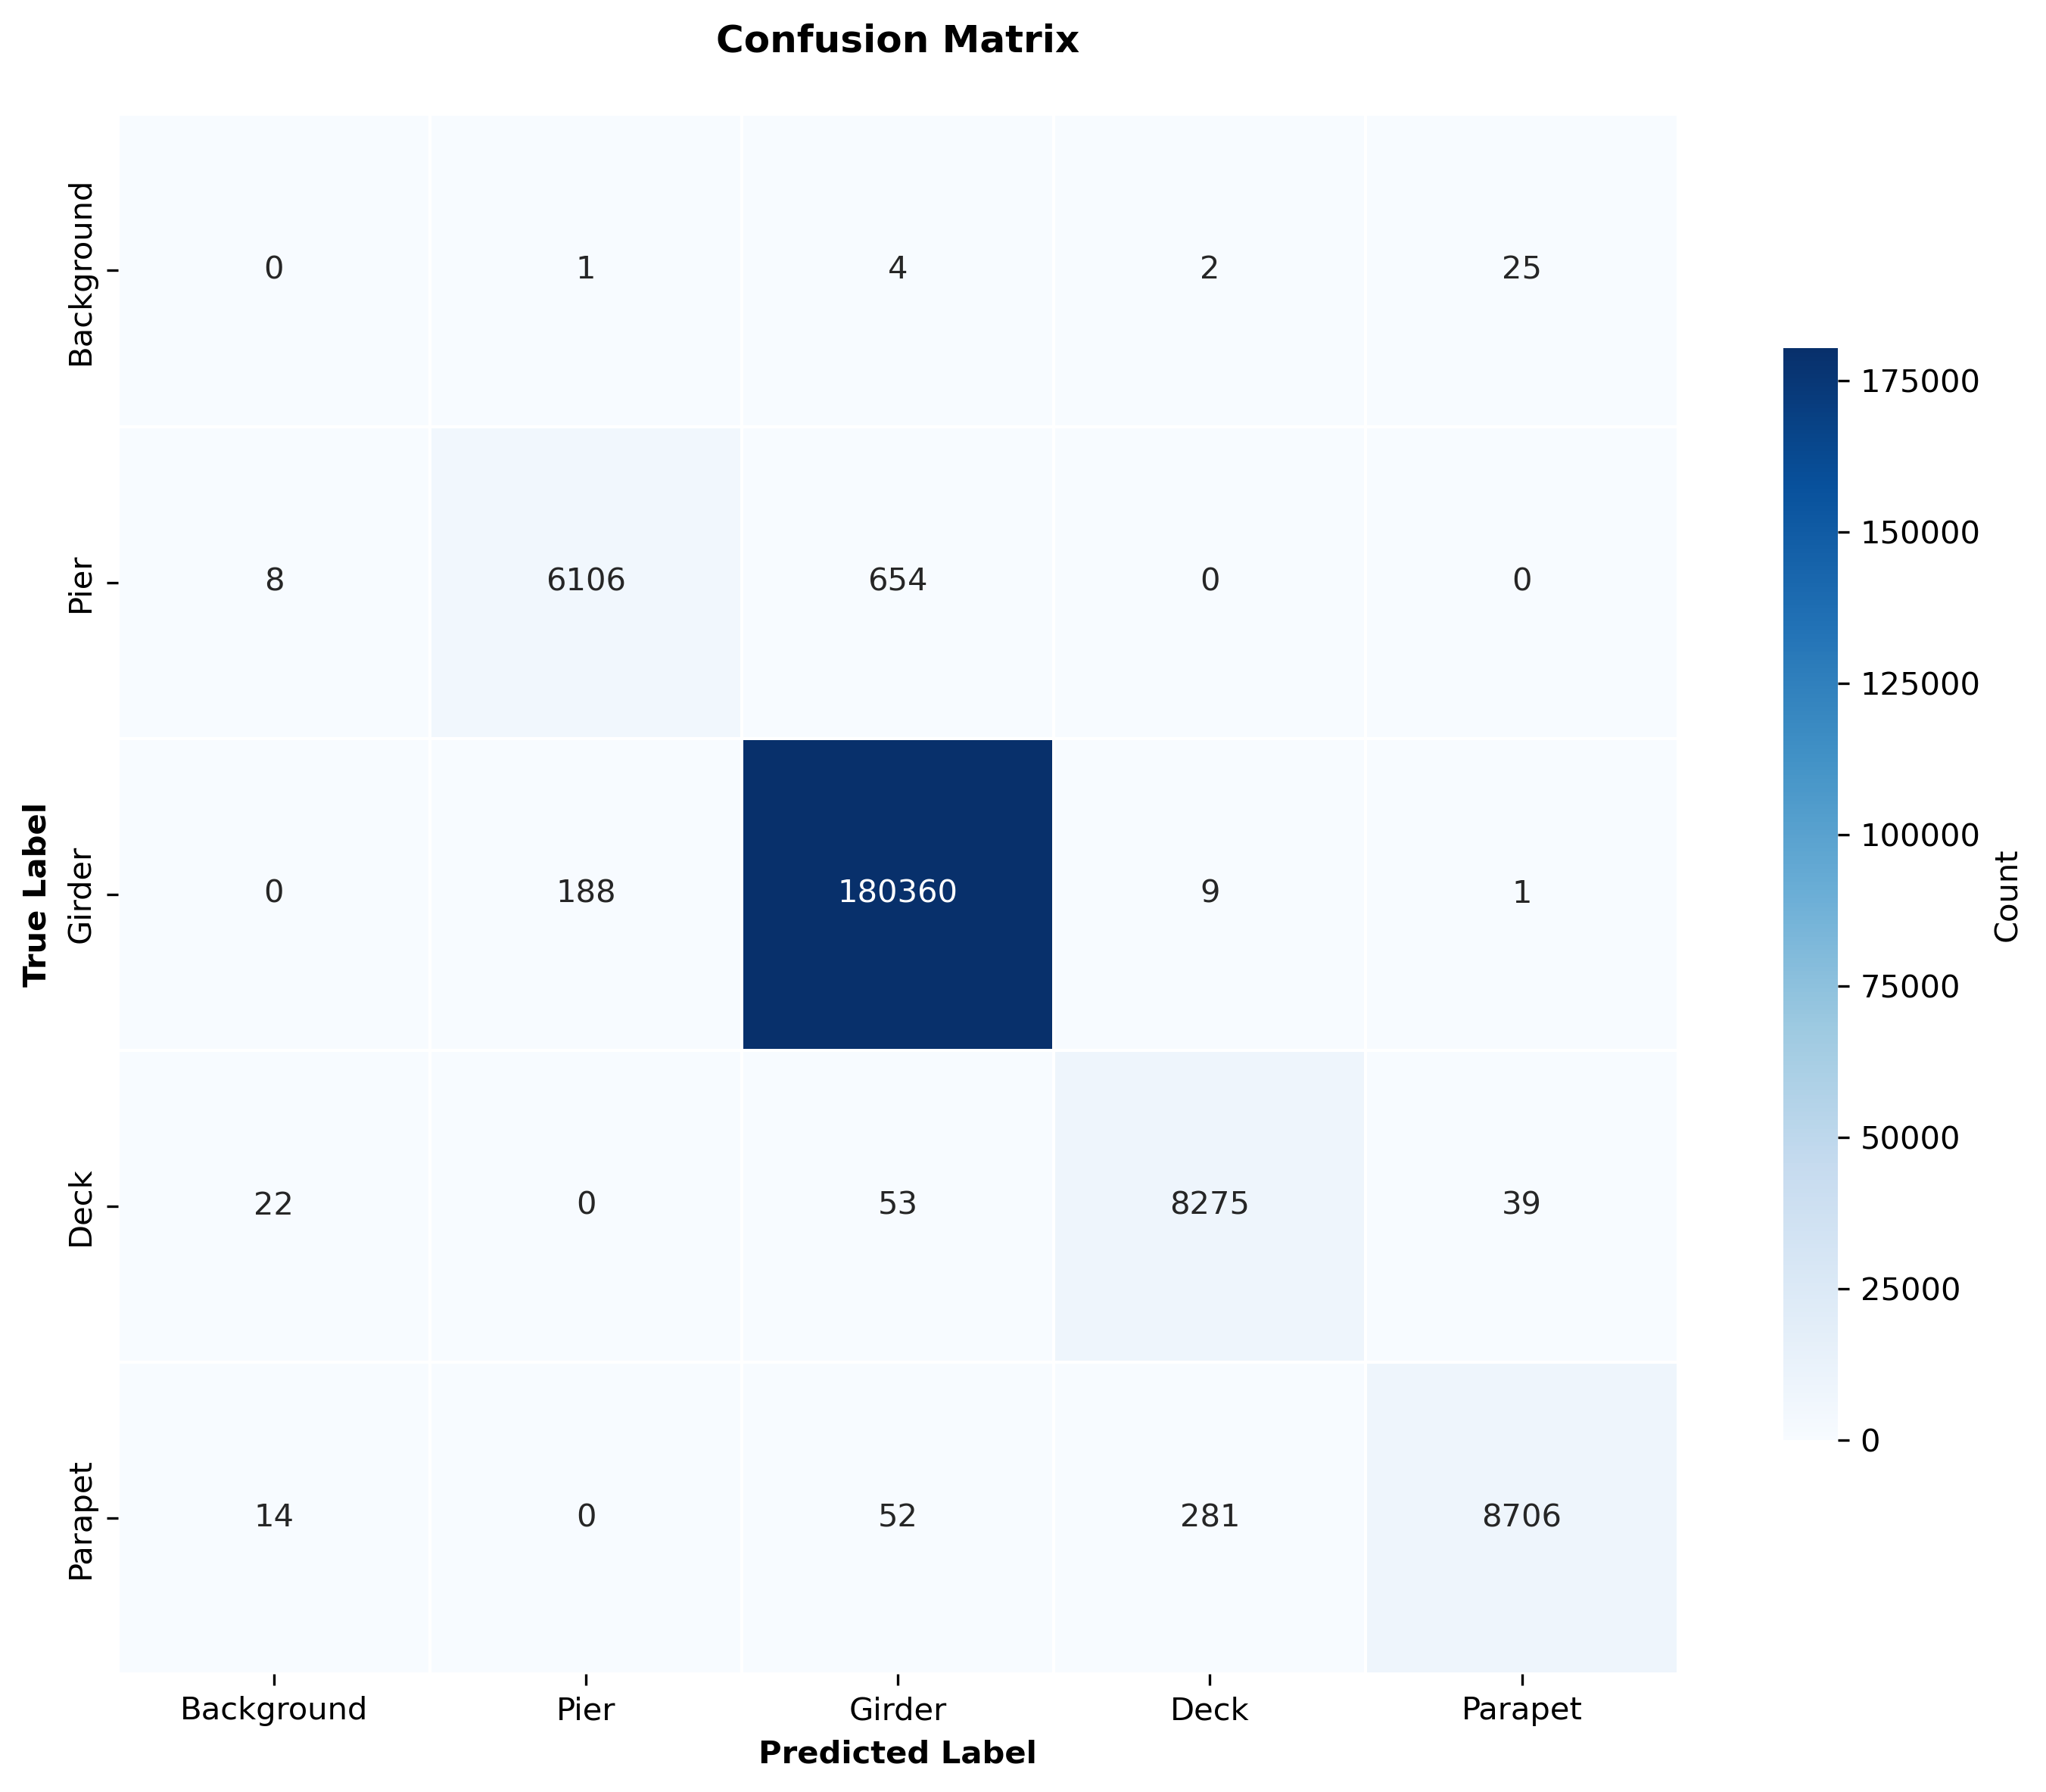 Confusion Matrix
True Label
Background
0 1 4 2 25
Pier
8 6106 654 0 0
Girder
0 188 180360 9 1
Deck
22 0 53 8275 39
Parapet
14 0 52 281 8706
Background Pier Girder Deck Parapet
Predicted Label
175000
150000
125000
100000
75000
50000
25000
0
Count